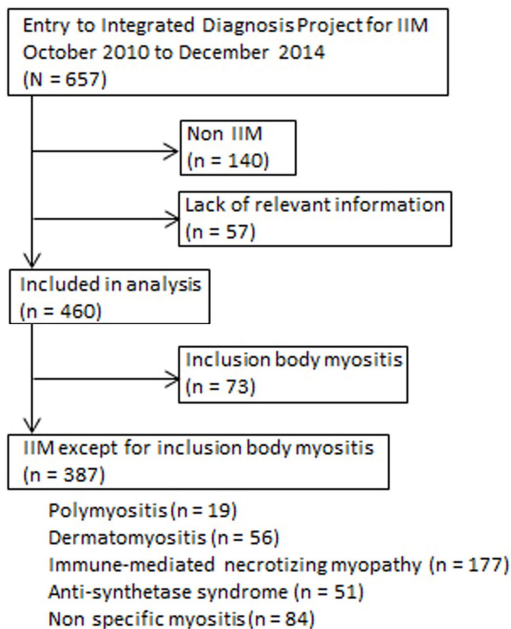 Entry to Integrated Diagnosis Project for IIM
October 2010 to December 2014
(N = 657)
Non IIM
(n = 140)
Lack of relevant information
(n = 57)
Included in analysis
(n = 460)
Inclusion body myositis
(n = 73)
IIM except for inclusion body myositis
(n = 387)
Polymyositis (n = 19)
Dermatomyositis (n = 56)
Immune-mediated necrotizing myopathy (n = 177)
Anti-synthetase syndrome (n = 51)
Non specific myositis (n = 84)